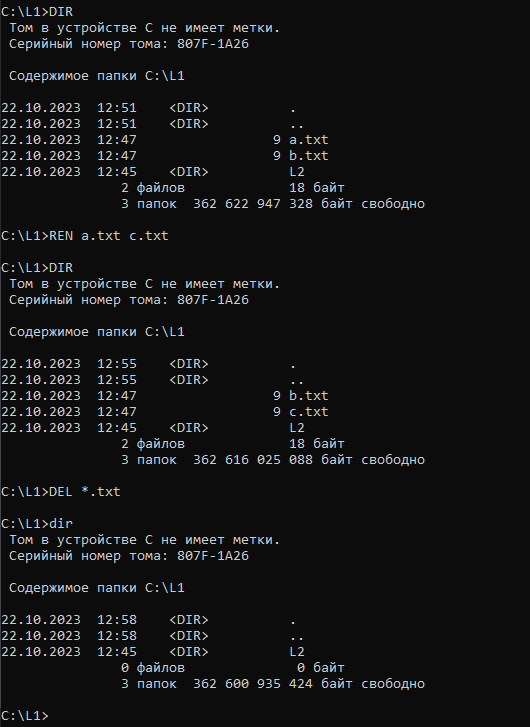 C:\L1>DIR
Том в устройстве C не имеет метки.
Серийный номер тома: 807F-1A26
Содержимое папки C:\L1
22.10.2023  12:51    <DIR>          .
22.10.2023  12:51    <DIR>          ..
22.10.2023  12:47                 9 a.txt
22.10.2023  12:47                 9 b.txt
22.10.2023  12:45    <DIR>          L2
2 файлов             18 байт
3 папок  362 622 947 328 байт свободно
C:\L1>REN a.txt c.txt
C:\L1>DIR
Том в устройстве C не имеет метки.
Серийный номер тома: 807F-1A26
Содержимое папки C:\L1
22.10.2023  12:55    <DIR>          .
22.10.2023  12:55    <DIR>          ..
22.10.2023  12:47                 9 b.txt
22.10.2023  12:47                 9 c.txt
22.10.2023  12:45    <DIR>          L2
2 файлов             18 байт
3 папок  362 616 025 088 байт свободно
C:\L1>DEL *.txt
C:\L1>dir
Том в устройстве C не имеет метки.
Серийный номер тома: 807F-1A26
Содержимое папки C:\L1
22.10.2023  12:58    <DIR>          .
22.10.2023  12:58    <DIR>          ..
22.10.2023  12:45    <DIR>          L2
0 файлов              0 байт
3 папок  362 600 935 424 байт свободно
C:\L1>